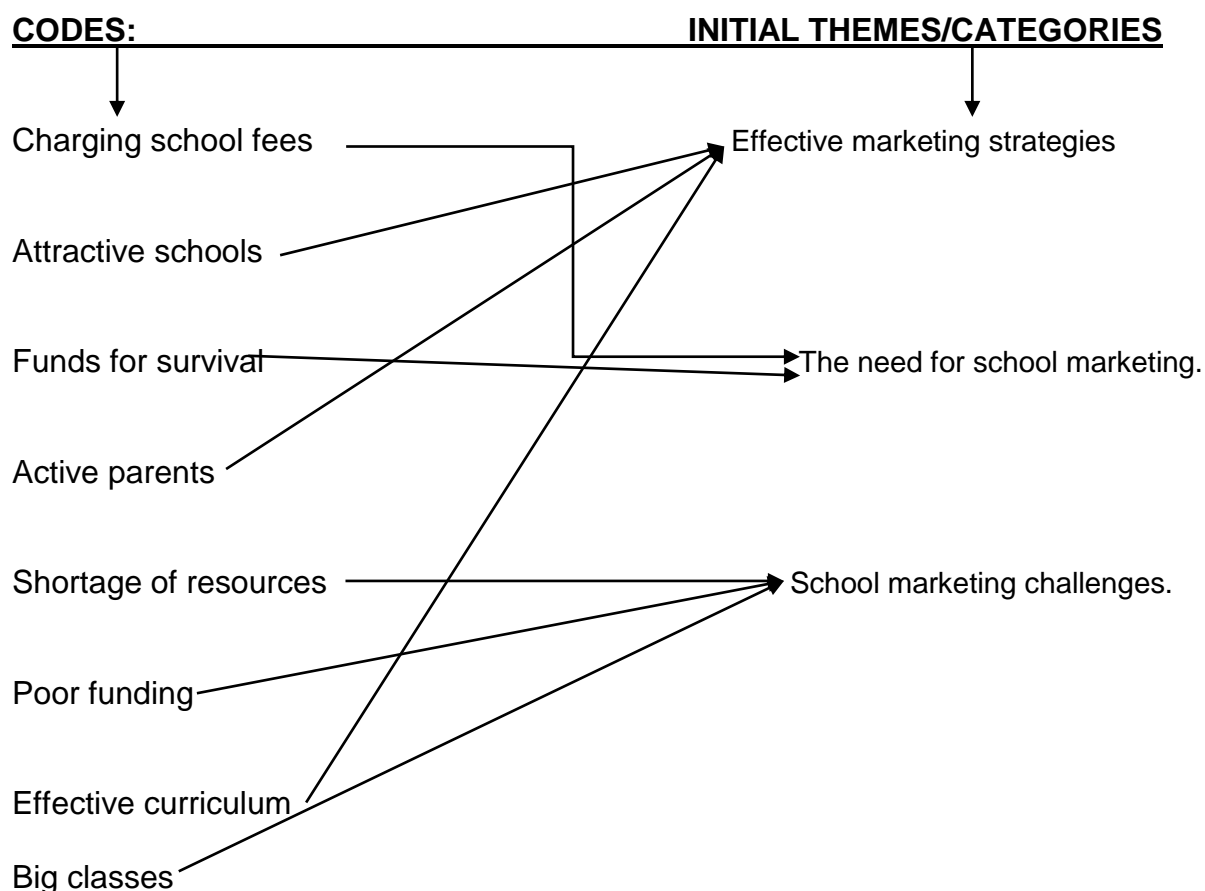 CODES: INITIAL THEMES/CATEGORIES
Charging school fees Effective marketing strategies
Attractive schools
Funds for survival The need for school marketing.
Active parents
Shortage of resources School marketing challenges.
Poor funding
Effective curriculum
Big classes